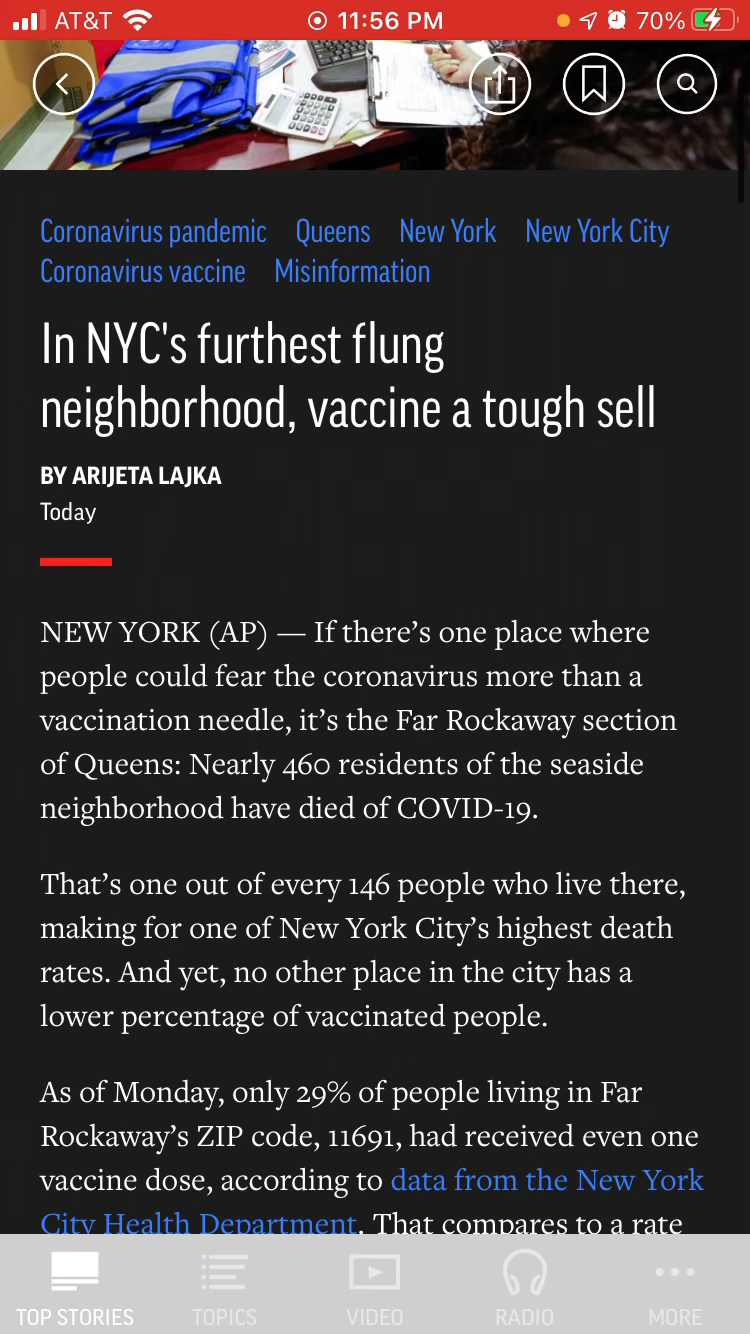 AT&T 11:56 PM 70%
Coronavirus pandemic Queens New York New York City
Coronavirus vaccine Misinformation
In NYC's furthest flung
neighborhood, vaccine a tough sell
BY ARIJETA LAJKA
Today
NEW YORK (AP) — If there’s one place where
people could fear the coronavirus more than a
vaccination needle, it’s the Far Rockaway section
of Queens: Nearly 460 residents of the seaside
neighborhood have died of COVID-19.
That’s one out of every 146 people who live there,
making for one of New York City’s highest death
rates. And yet, no other place in the city has a
lower percentage of vaccinated people.
As of Monday, only 29% of people living in Far
Rockaway’s ZIP code, 11691, had received even one
vaccine dose, according to data from the New York
City Health Department. That compares to a rate
TOP STORIES TOPICS VIDEO RADIO MORE